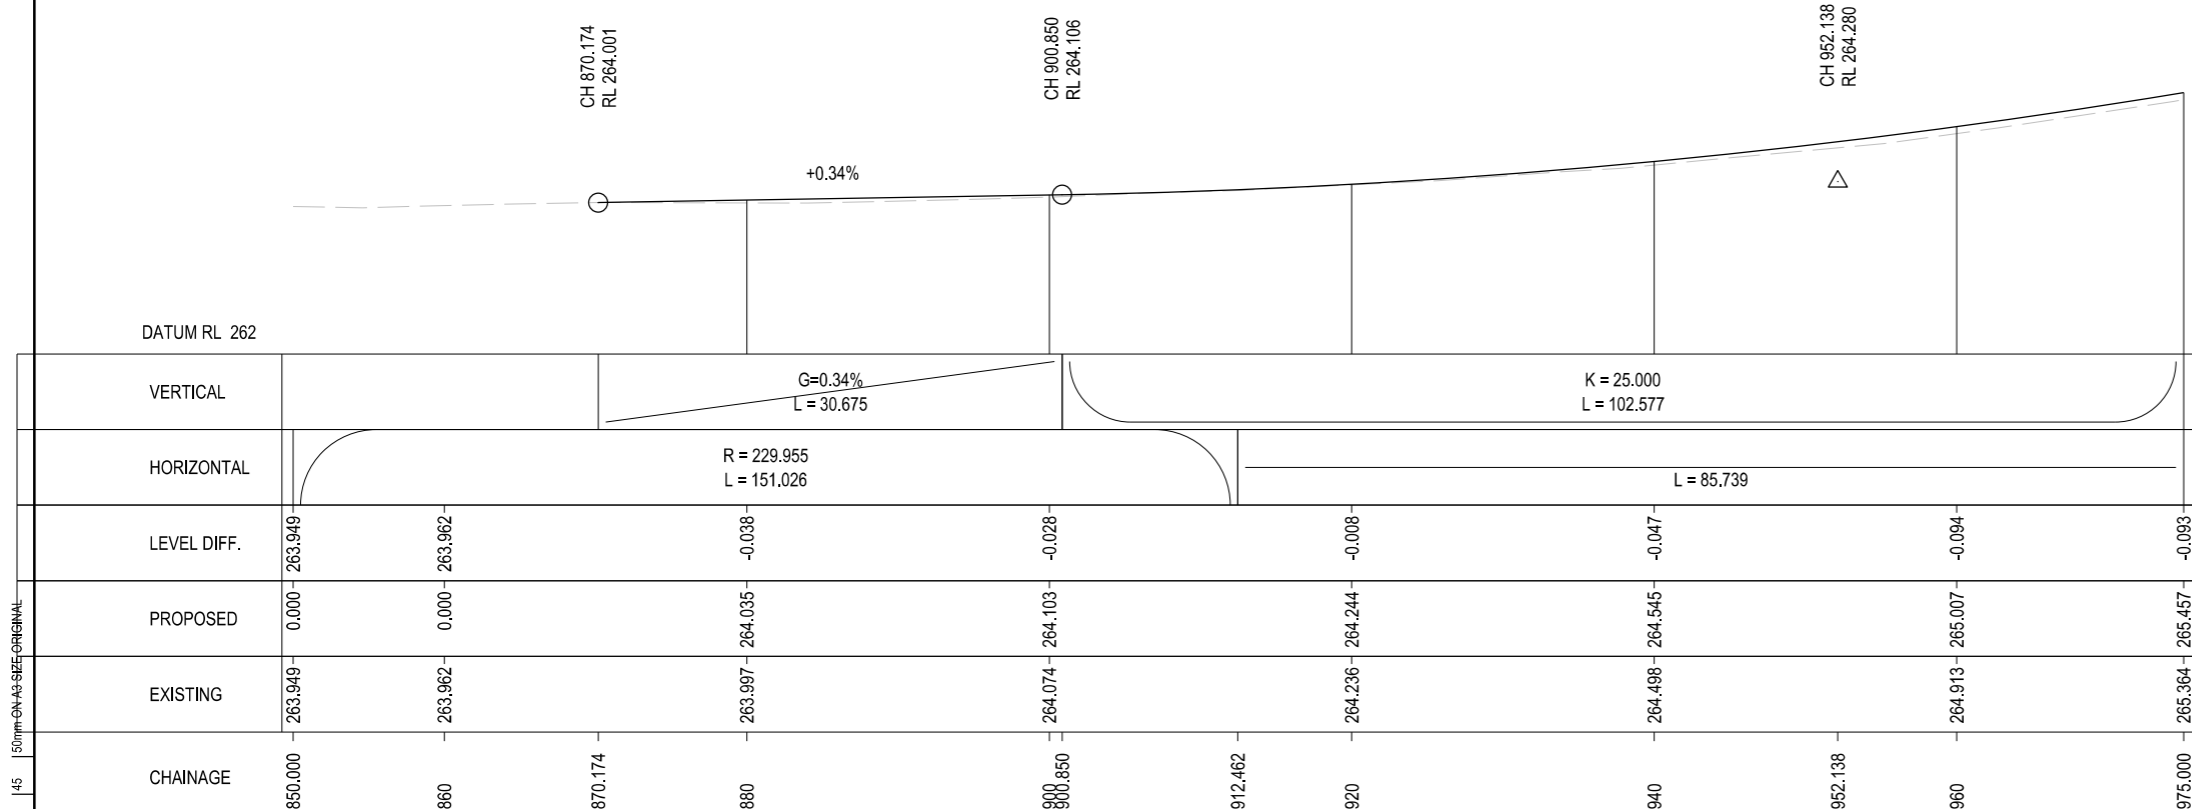 CH 870.174
RL 264.001
CH 900.850
RL 264.106
CH 952.138
RL 264.280
+0.34%
DATUM RL 262
VERTICAL
G=0.34%
L = 30.675
K = 25.000
L = 102.577
HORIZONTAL
R = 229.955
L = 151.026
L = 85.739
LEVEL DIFF. 263.949 263.962 -0.038 -0.028 -0.008 -0.047 -0.094 -0.093
PROPOSED 0.000 0.000 264.035 264.103 264.244 264.545 265.007 265.457
EXISTING 263.949 263.962 263.997 264.074 264.236 264.498 264.913 265.364
CHAINAGE 850.000 860 870.174 880 900 900.850 912.462 920 940 952.138 960 975.000
50mm ON A3 SIZE ORIGINAL
45